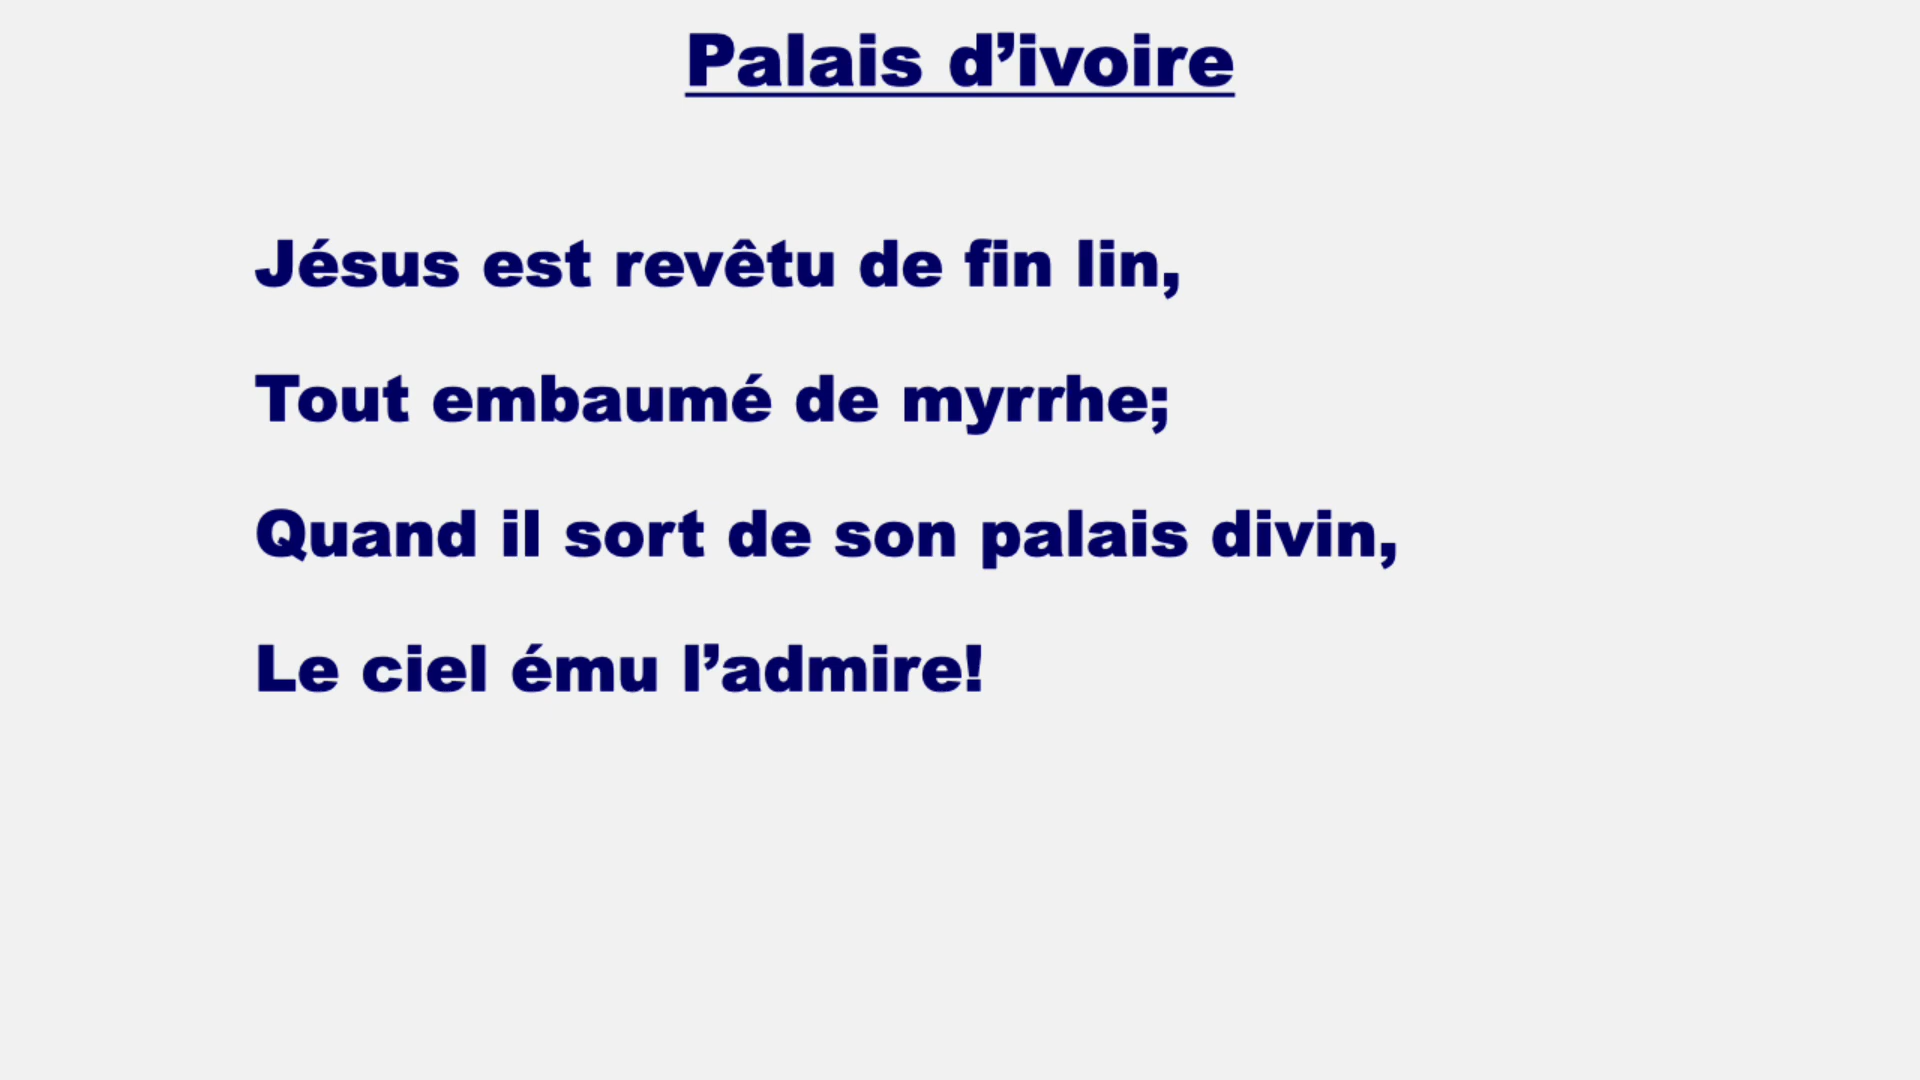 Palais d’ivoire
Jésus est revêtu de fin lin,
Tout embaumé de myrrhe;
Quand il sort de son palais divin,
Le ciel ému l’admire!